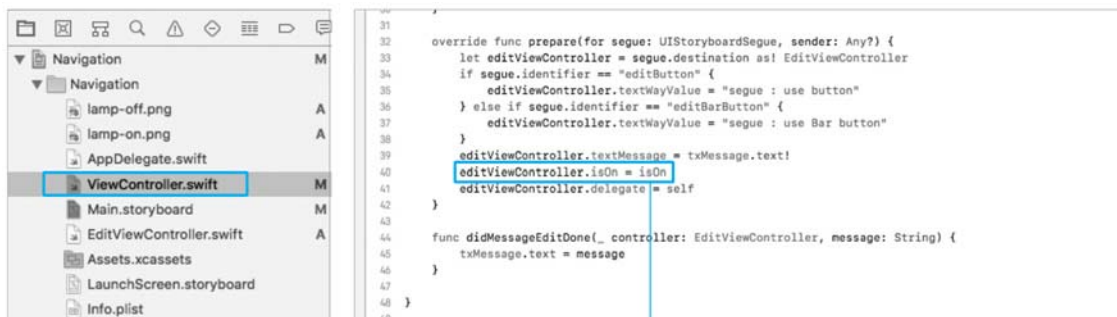 Navigation M
Navigation
lamp-off.png A
lamp-on.png A
AppDelegate.swift
ViewController.swift M
Main.storyboard M
EditViewController.swift A
Assets.xcassets
LaunchScreen.storyboard
Info.plist
31
32 override func prepare(for segue: UIStoryboardSegue, sender: Any?) {
33 let editViewController = segue.destination as! EditViewController
34 if segue.identifier == "editButton" {
35 editViewController.textWayValue = "segue : use button"
36 } else if segue.identifier == "editBarButton" {
37 editViewController.textWayValue = "segue : use Bar button"
38 }
39 editViewController.textMessage = txMessage.text!
40 editViewController.isOn = isOn
41 editViewController.delegate = self
42 }
43
44 func didMessageEditDone(_ controller: EditViewController, message: String) {
45 txMessage.text = message
46 }
47
48 }